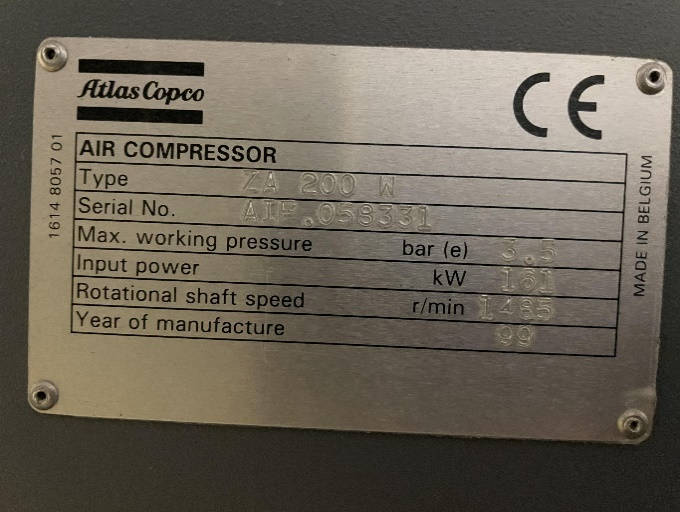 Atlas Copco
CE
AIR COMPRESSOR
Type ZA 200 W
Serial No. AIF.058331
Max. working pressure bar (e) 3.5
Input power kW 161
Rotational shaft speed r/min 1485
Year of manufacture 99
1614 8057 01
MADE IN BELGIUM